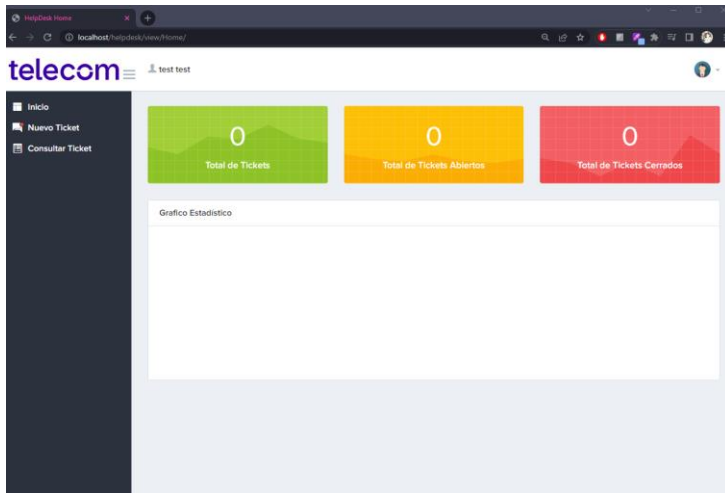 HelpDesk Home
localhost/helpdesk/view/Home/
telecom
test test
Inicio
Nuevo Ticket
Consultar Ticket
0
Total de Tickets
0
Total de Tickets Abiertos
0
Total de Tickets Cerrados
Grafico Estadístico